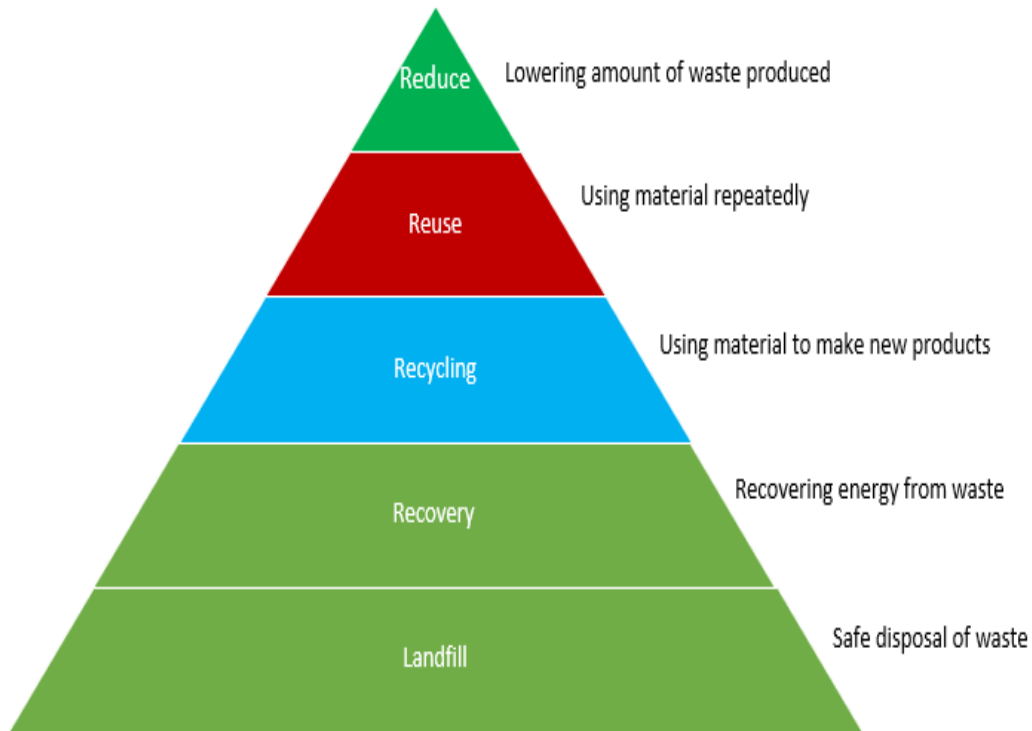 Reduce
Lowering amount of waste produced
Reuse
Using material repeatedly
Recycling
Using material to make new products
Recovery
Recovering energy from waste
Landfill
Safe disposal of waste